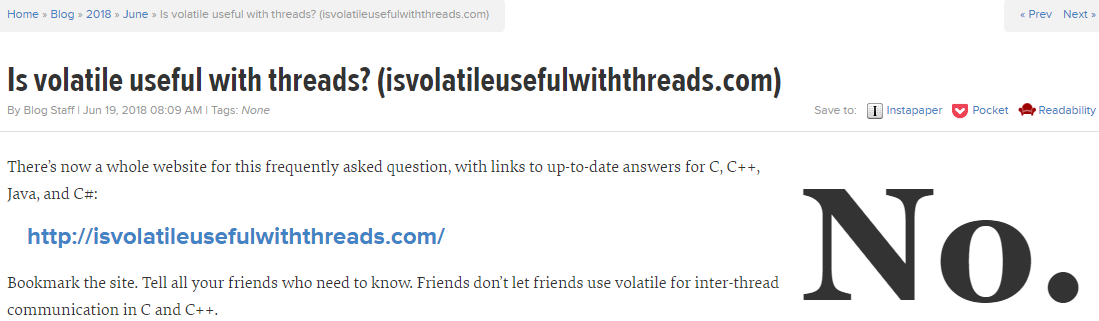 Home » Blog » 2018 » June » Is volatile useful with threads? (isvolatileusefulwiththreads.com)
« Prev Next »
Is volatile useful with threads? (isvolatileusefulwiththreads.com)
By Blog Staff | Jun 19, 2018 08:09 AM | Tags: None
Save to: I Instapaper Pocket Readability
There’s now a whole website for this frequently asked question, with links to up-to-date answers for C, C++,
Java, and C#:
http://isvolatileusefulwiththreads.com/
Bookmark the site. Tell all your friends who need to know. Friends don’t let friends use volatile for inter-thread
communication in C and C++.
No.